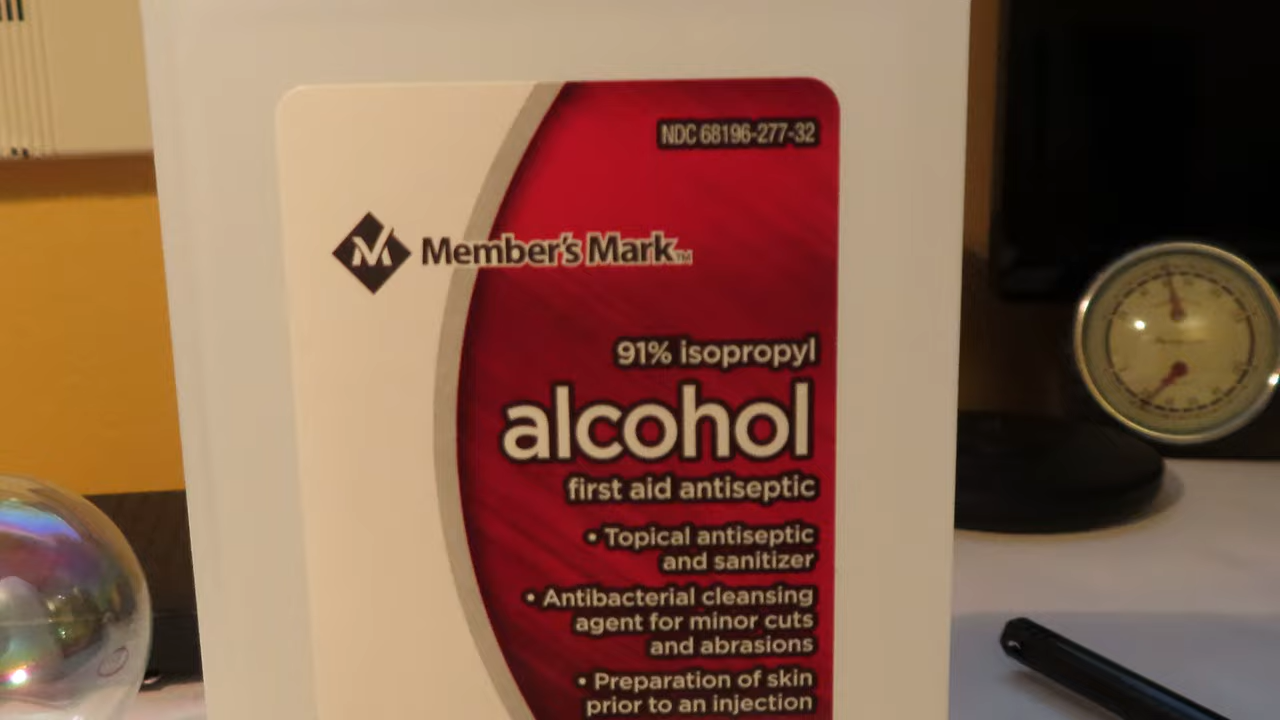 NDC 68196-277-32
Member's Mark™
91% isopropyl
alcohol
first aid antiseptic
• Topical antiseptic
and sanitizer
• Antibacterial cleansing
agent for minor cuts
and abrasions
• Preparation of skin
prior to an injection